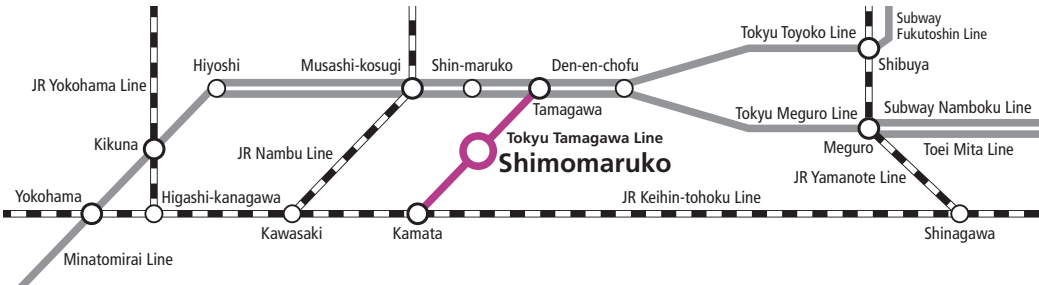 Subway
Fukutoshin Line
Tokyu Toyoko Line
Hiyoshi
Musashi-kosugi
Shin-maruko
Den-en-chofu
Shibuya
JR Yokohama Line
Tamagawa
Tokyu Meguro Line
Subway Namboku Line
Kikuna
JR Nambu Line
Tokyu Tamagawa Line
Shimomaruko
Meguro
Toei Mita Line
JR Yamanote Line
Yokohama
Higashi-kanagawa
JR Keihin-tohoku Line
Kawasaki
Kamata
Shinagawa
Minatomirai Line